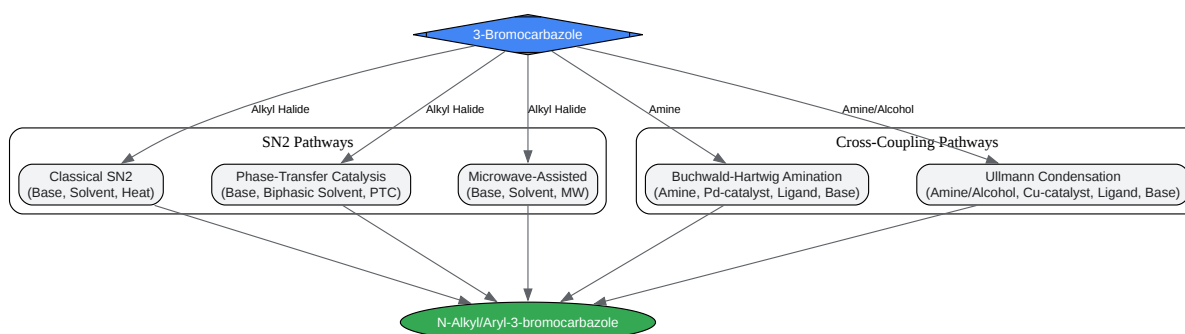 3-Bromocarbazole
Alkyl Halide
Alkyl Halide
Alkyl Halide
Amine
Amine/Alcohol
SN2 Pathways
Cross-Coupling Pathways
Classical SN2
(Base, Solvent, Heat)
Phase-Transfer Catalysis
(Base, Biphasic Solvent, PTC)
Microwave-Assisted
(Base, Solvent, MW)
Buchwald-Hartwig Amination
(Amine, Pd-catalyst, Ligand, Base)
Ullmann Condensation
(Amine/Alcohol, Cu-catalyst, Ligand, Base)
N-Alkyl/Aryl-3-bromocarbazole